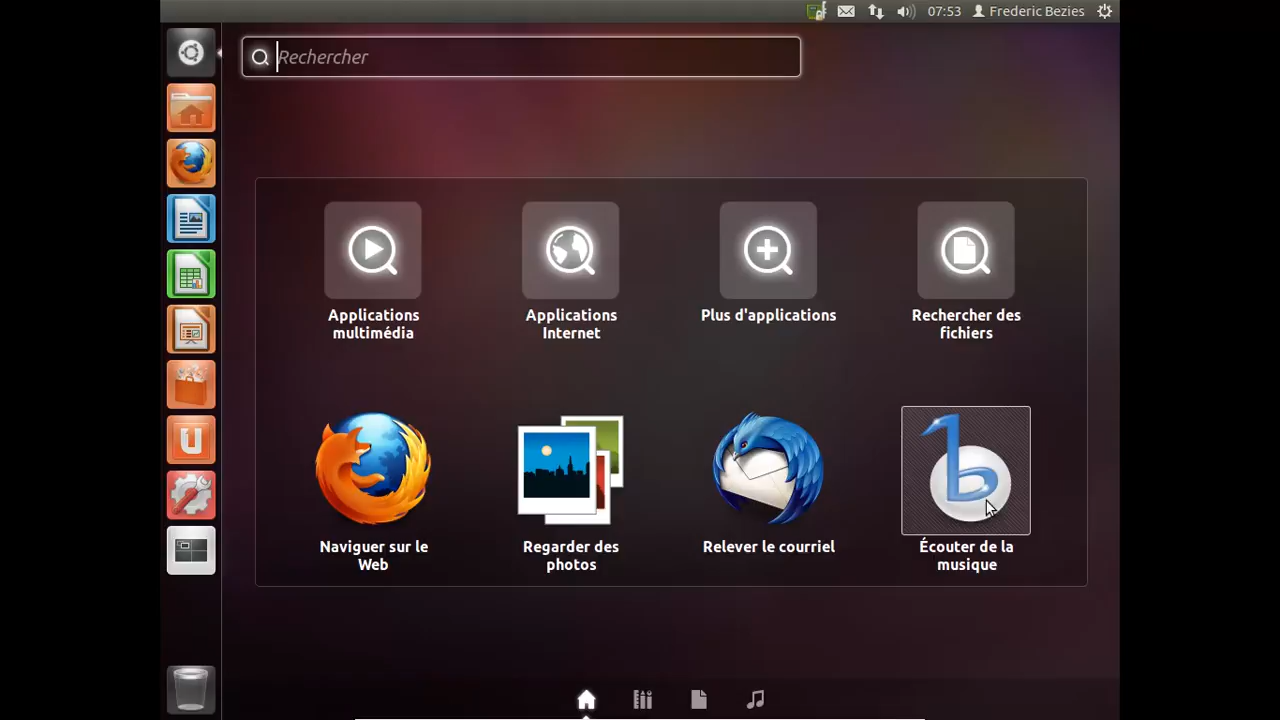 07:53 Frederic Bezies
Rechercher
Applications
multimédia
Applications
Internet
Plus d'applications
Rechercher des
fichiers
Naviguer sur le
Web
Regarder des
photos
Relever le courriel
Écouter de la
musique